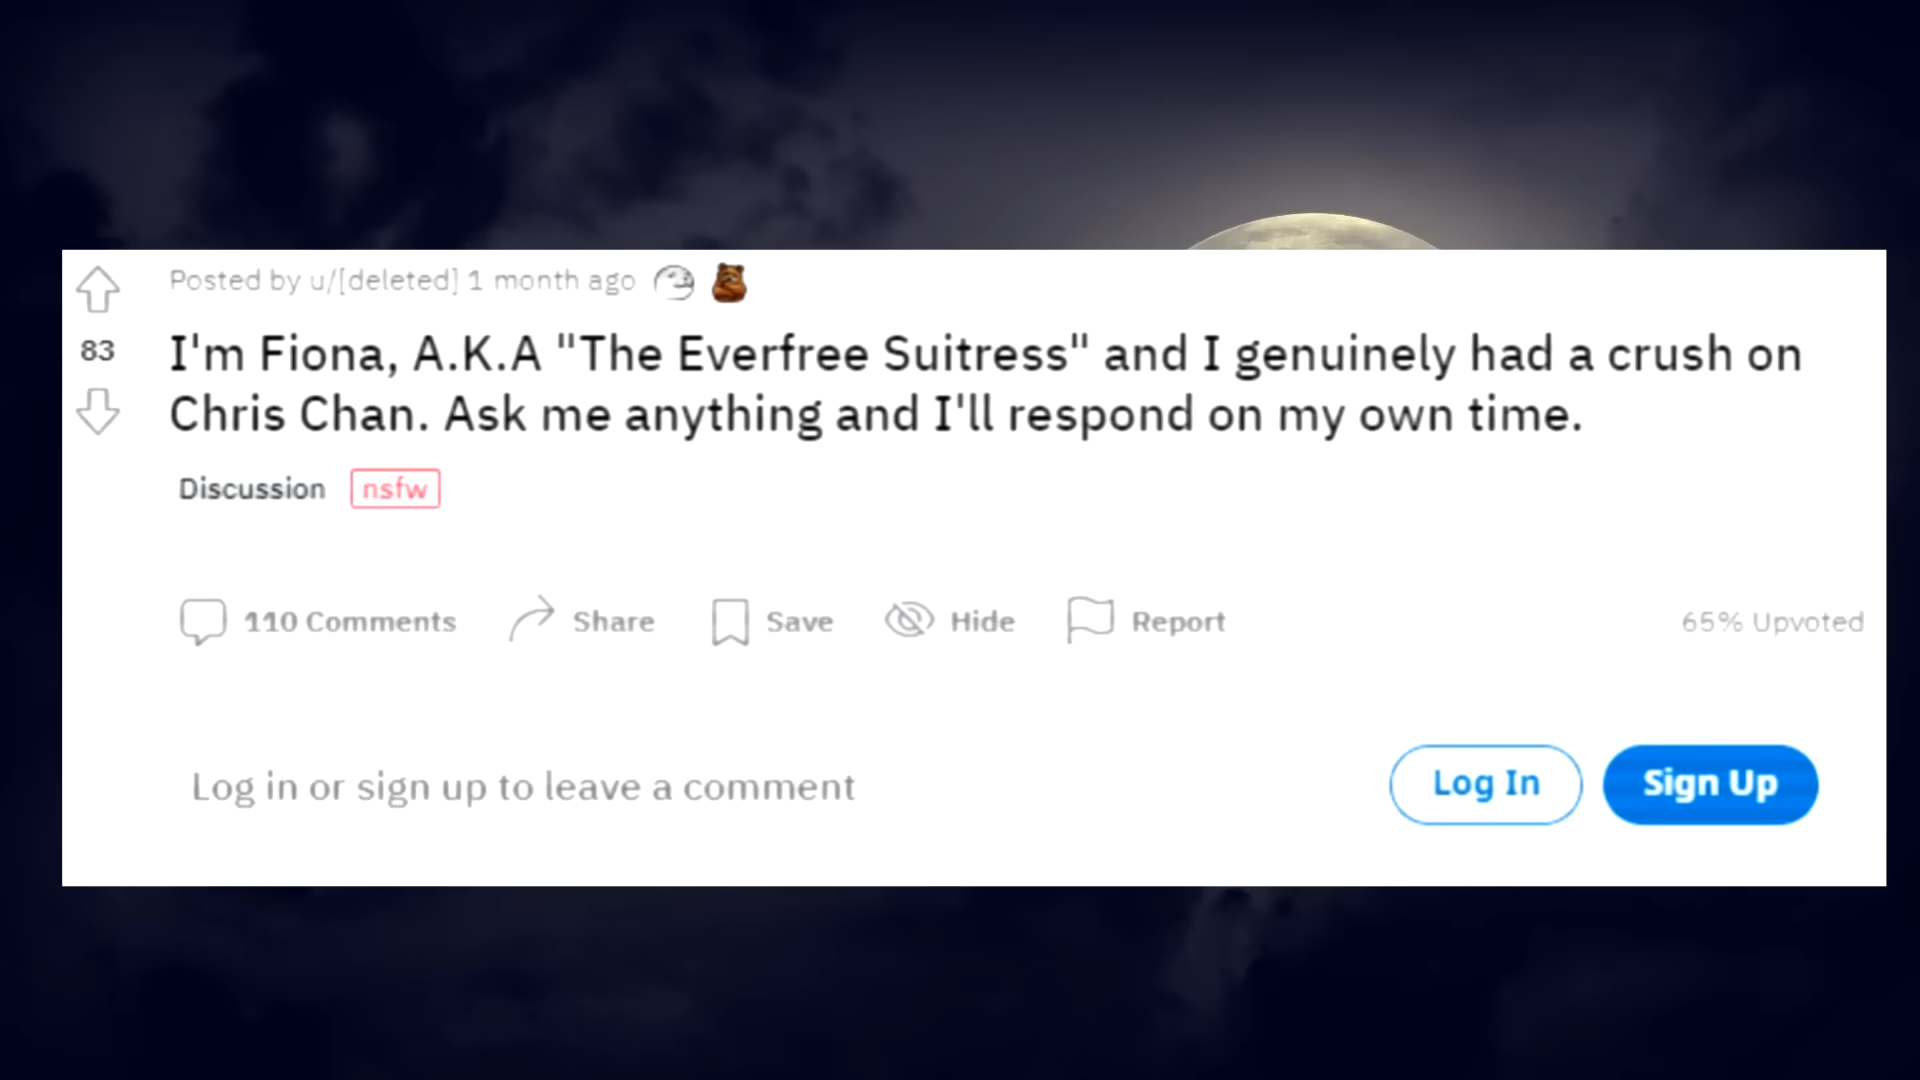 Posted by u/[deleted] 1 month ago
83
I'm Fiona, A.K.A "The Everfree Suitress" and I genuinely had a crush on
Chris Chan. Ask me anything and I'll respond on my own time.
Discussion nsfw
110 Comments Share Save Hide Report 65% Upvoted
Log in or sign up to leave a comment Log In Sign Up